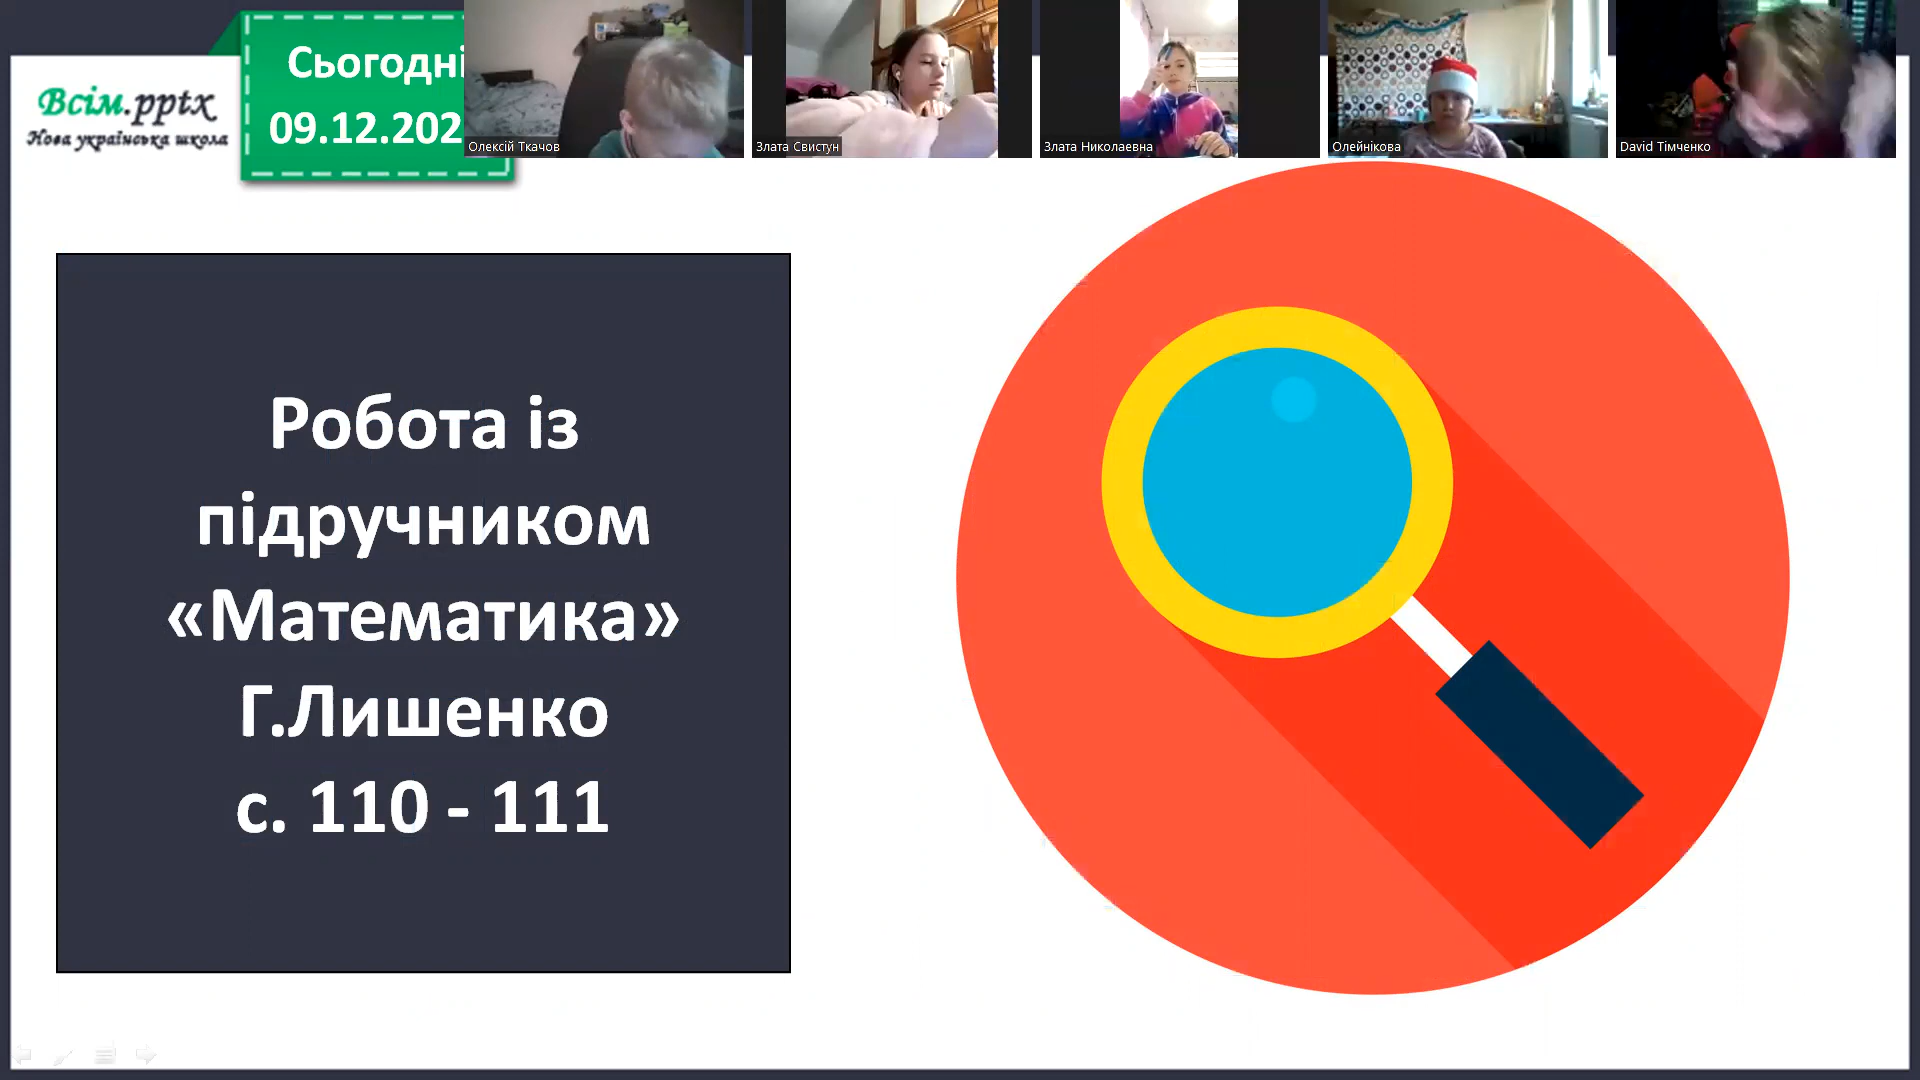 Всім.pptx
Нова українська школа
Сьогодні
09.12.202
Олексій Ткачов
Злата Свистун
Злата Николаевна
Олейнікова
David Тімченко
Робота із
підручником
«Математика»
Г.Лишенко
с. 110 - 111